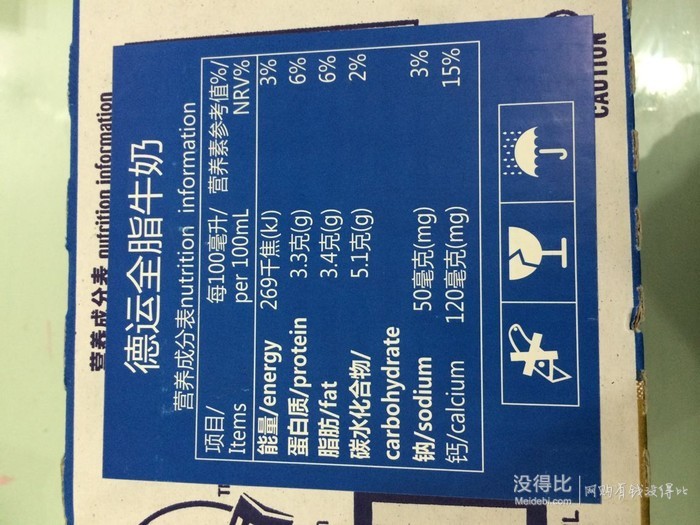 营养成分表 nutrition information
CAUTION
德运全脂牛奶
营养成分表nutrition information
项目/ 每100毫升/ 营养素参考值%/
Items per 100mL NRV%
能量/energy 269千焦(kJ) 3%
蛋白质/protein 3.3克(g) 6%
脂肪/fat 3.4克(g) 6%
碳水化合物/ 5.1克(g) 2%
carbohydrate
钠/sodium 50毫克(mg) 3%
钙/calcium 120毫克(mg) 15%
没得比
Meidebi.com
网购有我没得比